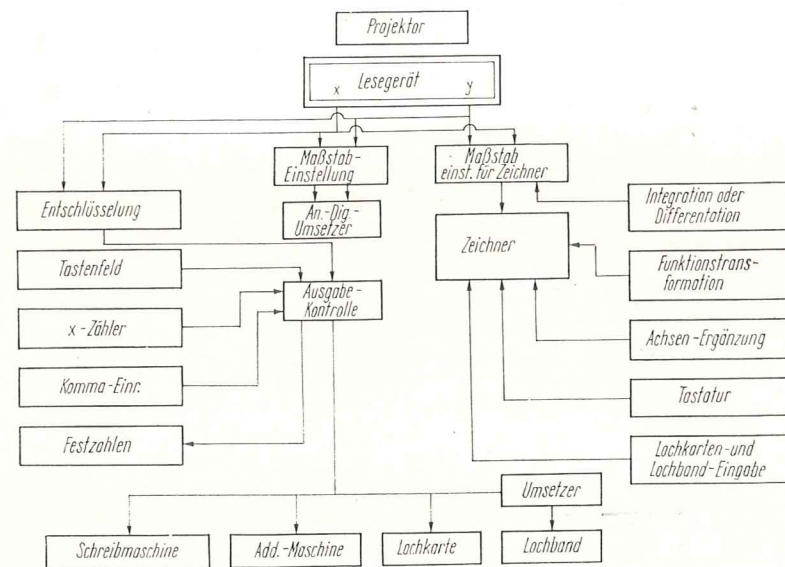 Projektor
Lesegerät
x
y
Maßstab-
Einstellung
Maßstab
einst. für Zeichner
Entschlüsselung
An.-Dig.-
Umsetzer
Integration oder
Differentation
Zeichner
Tastenfeld
Funktionstrans-
formation
Ausgabe-
Kontrolle
x-Zähler
Achsen-Ergänzung
Komma-Einr.
Tastatur
Festzahlen
Lochkarten-und
Lochband-Eingabe
Umsetzer
Schreibmaschine
Add.-Maschine
Lochkarte
Lochband